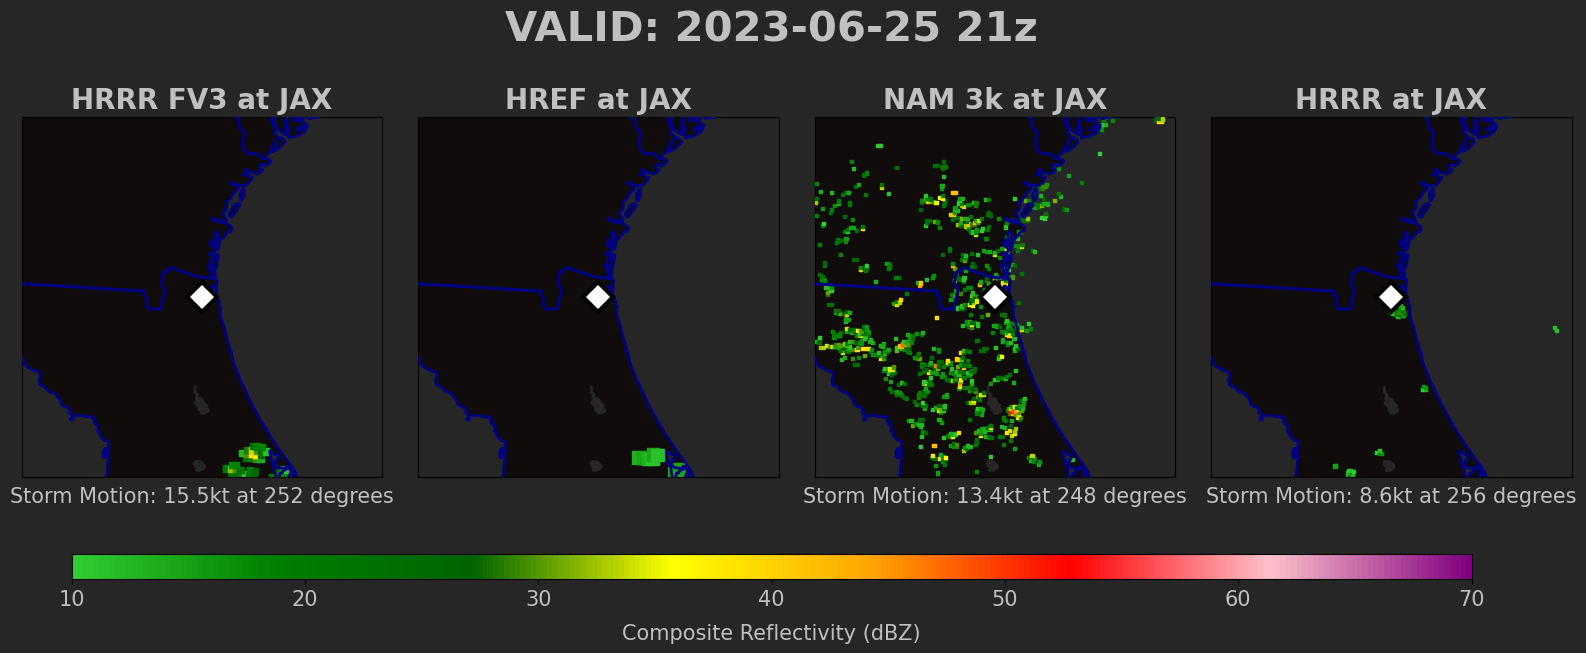 VALID: 2023-06-25 21z
HRRR FV3 at JAX
HREF at JAX
NAM 3k at JAX
HRRR at JAX
Storm Motion: 15.5kt at 252 degrees
Storm Motion: 13.4kt at 248 degrees
Storm Motion: 8.6kt at 256 degrees
10 20 30 40 50 60 70
Composite Reflectivity (dBZ)